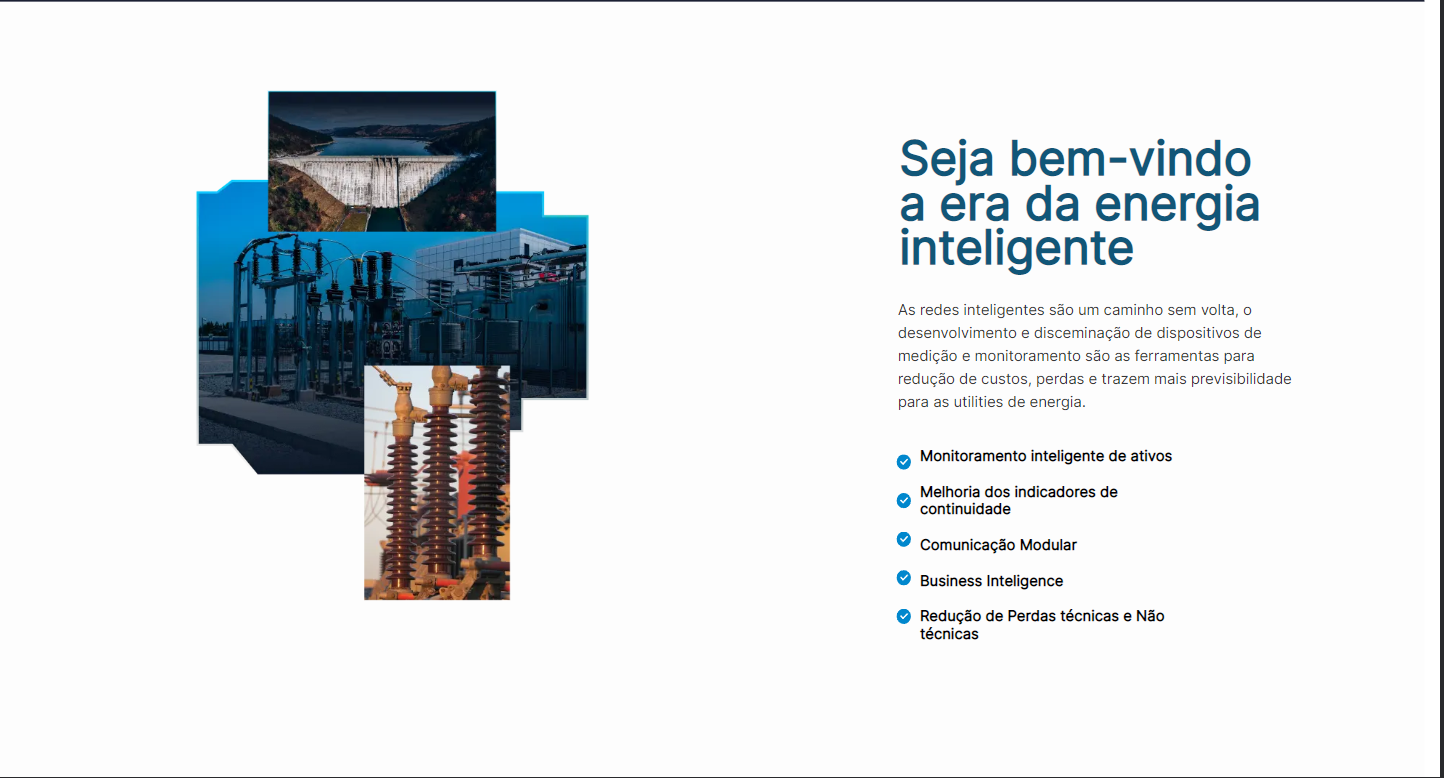 Seja bem-vindo
a era da energia
inteligente
As redes inteligentes são um caminho sem volta, o
desenvolvimento e disceminação de dispositivos de
medição e monitoramento são as ferramentas para
redução de custos, perdas e trazem mais previsibilidade
para as utilities de energia.
Monitoramento inteligente de ativos
Melhoria dos indicadores de
continuidade
Comunicação Modular
Business Inteligence
Redução de Perdas técnicas e Não
técnicas